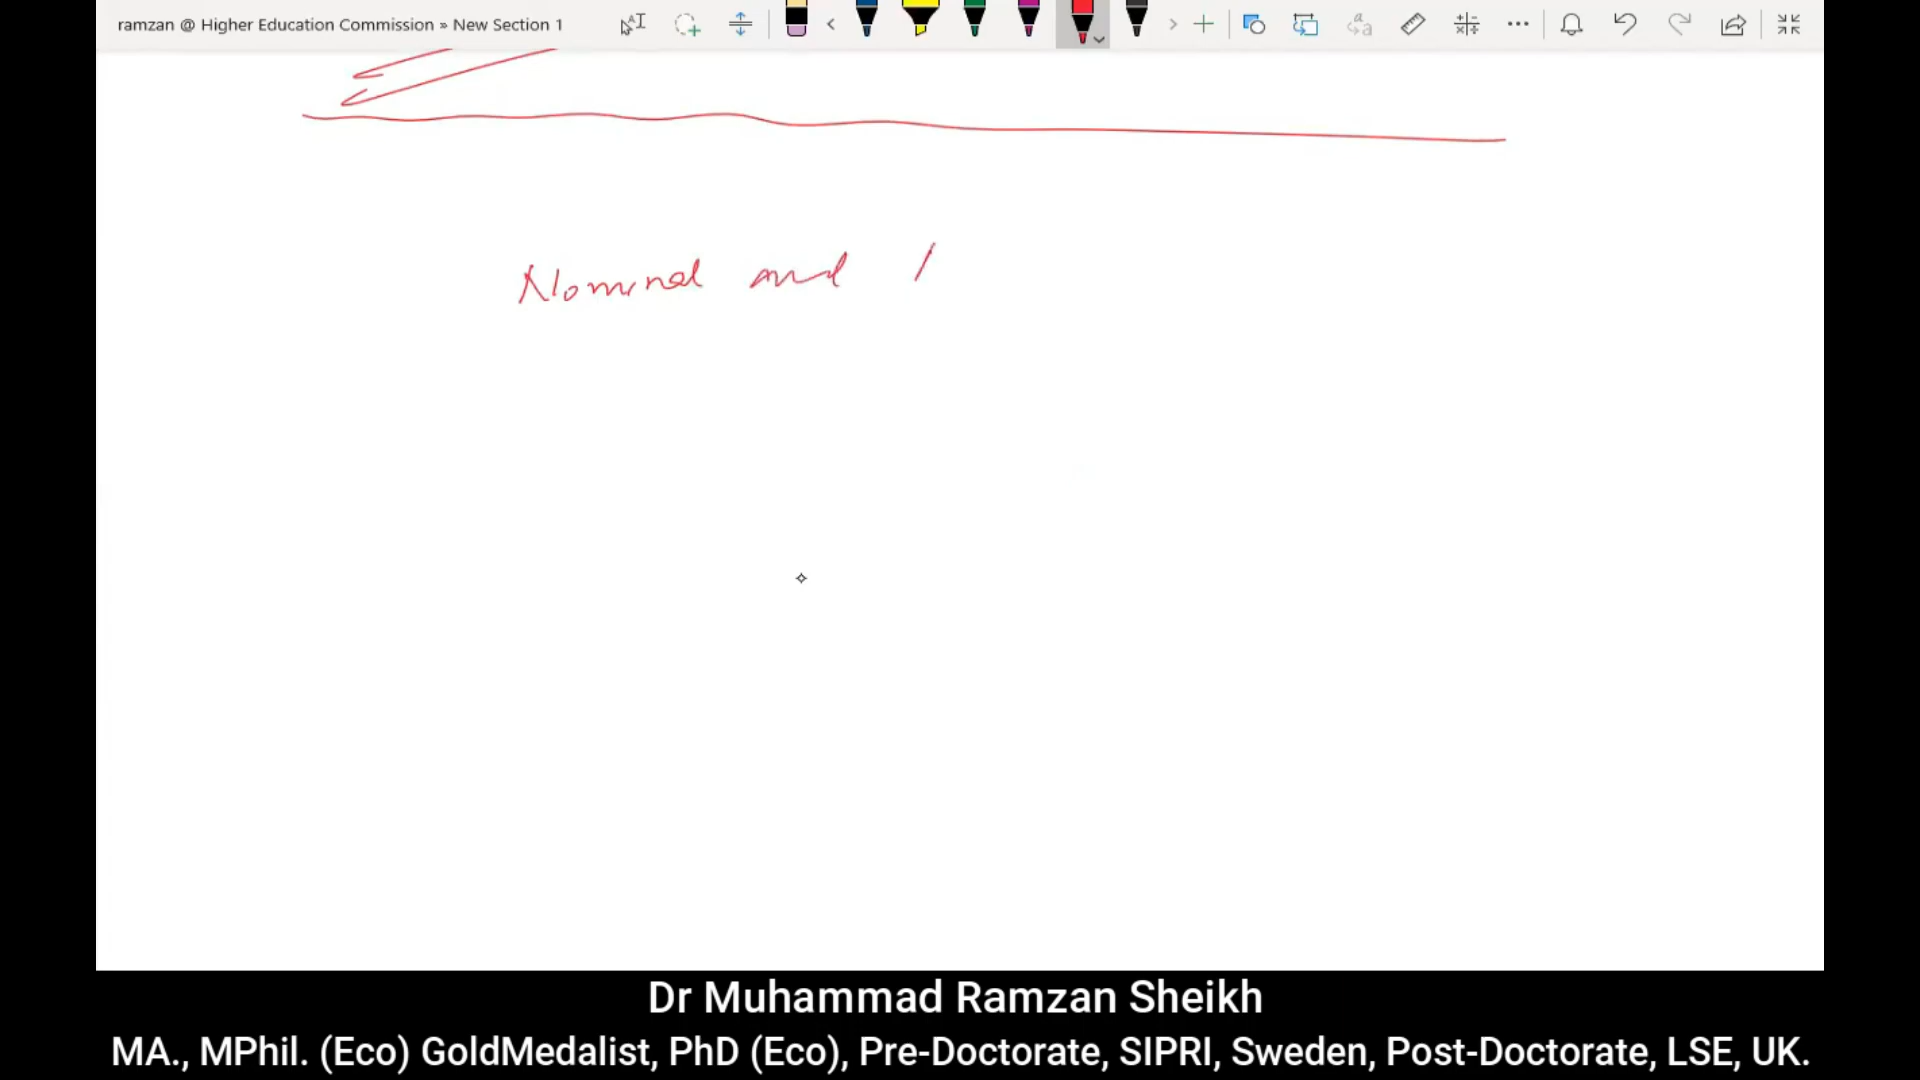 ramzan @ Higher Education Commission » New Section 1
Nominal and
Dr Muhammad Ramzan Sheikh
MA., MPhil. (Eco) GoldMedalist, PhD (Eco), Pre-Doctorate, SIPRI, Sweden, Post-Doctorate, LSE, UK.